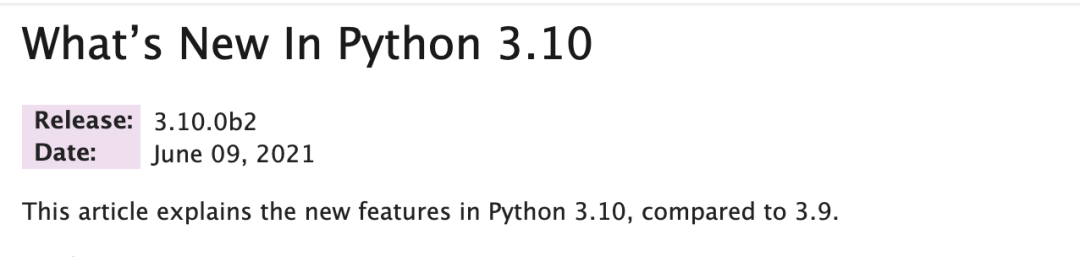 What’s New In Python 3.10
Release: 3.10.0b2
Date: June 09, 2021
This article explains the new features in Python 3.10, compared to 3.9.